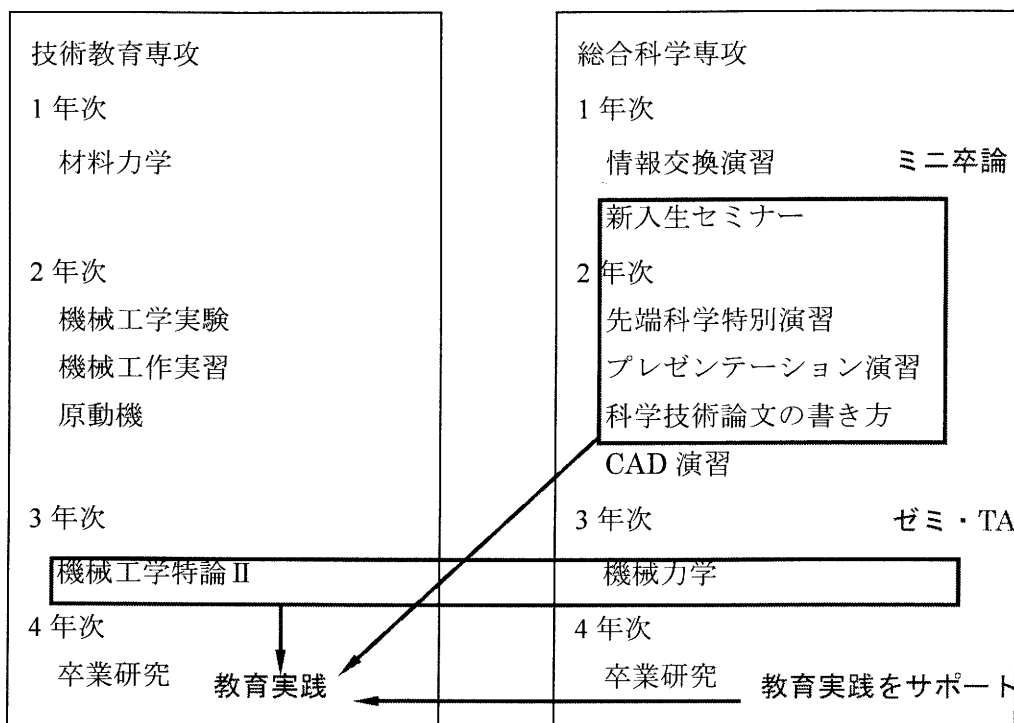 技術教育専攻
1 年次
材料力学
2 年次
機械工学実験
機械工作実習
原動機
3 年次
機械工学特論 II
4 年次
卒業研究
教育実践
総合科学専攻
1 年次
情報交換演習
ミニ卒論
新入生セミナー
2 年次
先端科学特別演習
プレゼンテーション演習
科学技術論文の書き方
CAD 演習
3 年次
ゼミ・TA
機械力学
4 年次
卒業研究
教育実践をサポート